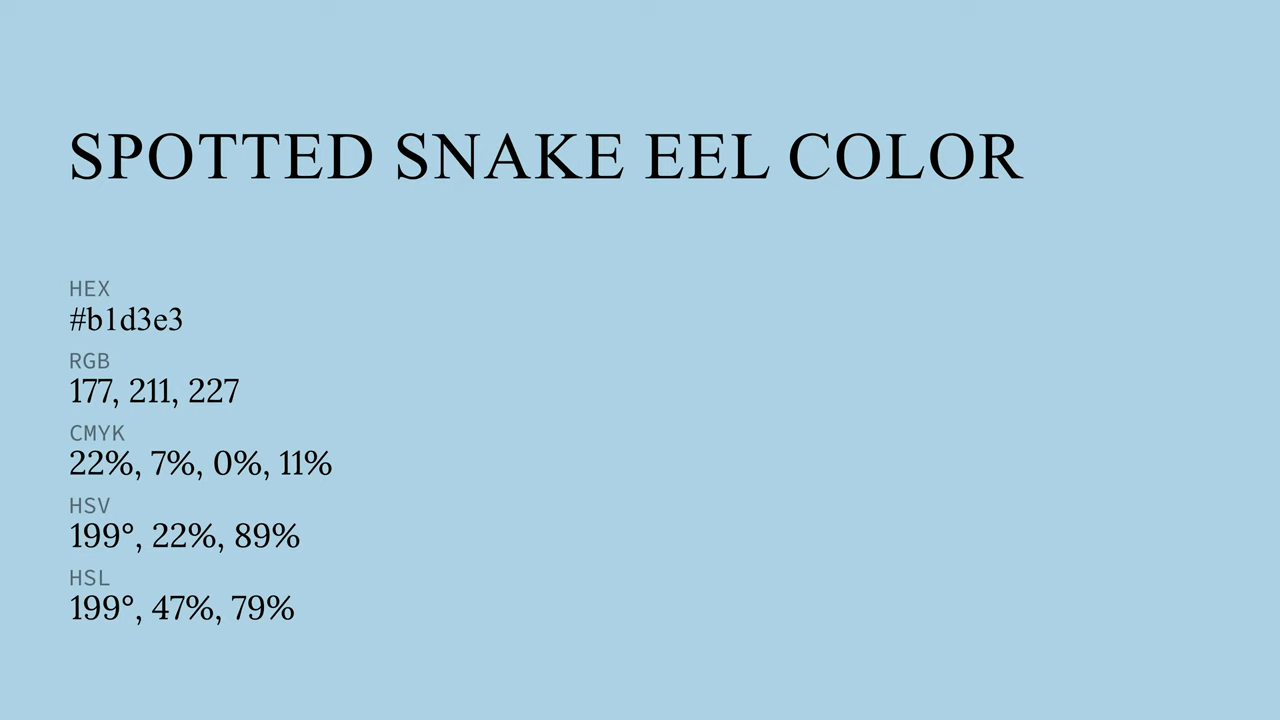 SPOTTED SNAKE EEL COLOR
HEX
#b1d3e3
RGB
177, 211, 227
CMYK
22%, 7%, 0%, 11%
HSV
199°, 22%, 89%
HSL
199°, 47%, 79%